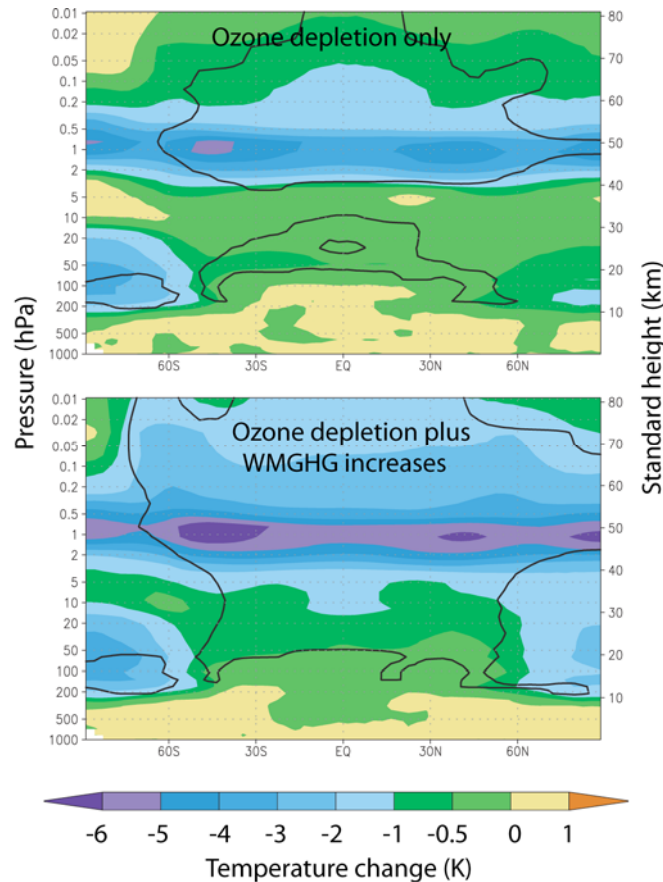 Ozone depletion only
0.01
0.02
0.05
0.1
0.2
0.5
1
2
5
10
20
50
100
200
500
1000
80
70
60
50
40
30
20
10
60S
30S
EQ
30N
60N
Pressure (hPa)
Standard height (km)
Ozone depletion plus
WMGHG increases
0.01
0.02
0.05
0.1
0.2
0.5
1
2
5
10
20
50
100
200
500
1000
80
70
60
50
40
30
20
10
60S
30S
EQ
30N
60N
-6 -5 -4 -3 -2 -1 -0.5 0 1
Temperature change (K)